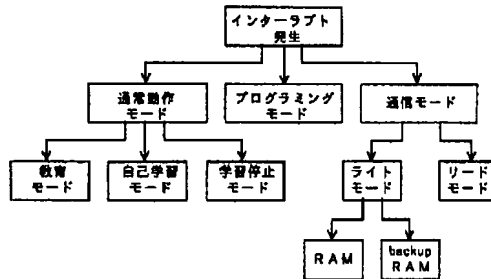 インターラプト
発生
通常動作
モード
プログラミング
モード
通信モード
教育
モード
自己学習
モード
学習停止
モード
ライト
モード
リード
モード
RAM
backup
RAM